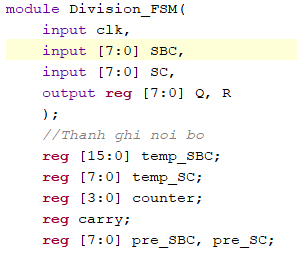 module Division_FSM(
input clk,
input [7:0] SBC,
input [7:0] SC,
output reg [7:0] Q, R
);
//Thanh ghi noi bo
reg [15:0] temp_SBC;
reg [7:0] temp_SC;
reg [3:0] counter;
reg carry;
reg [7:0] pre_SBC, pre_SC;